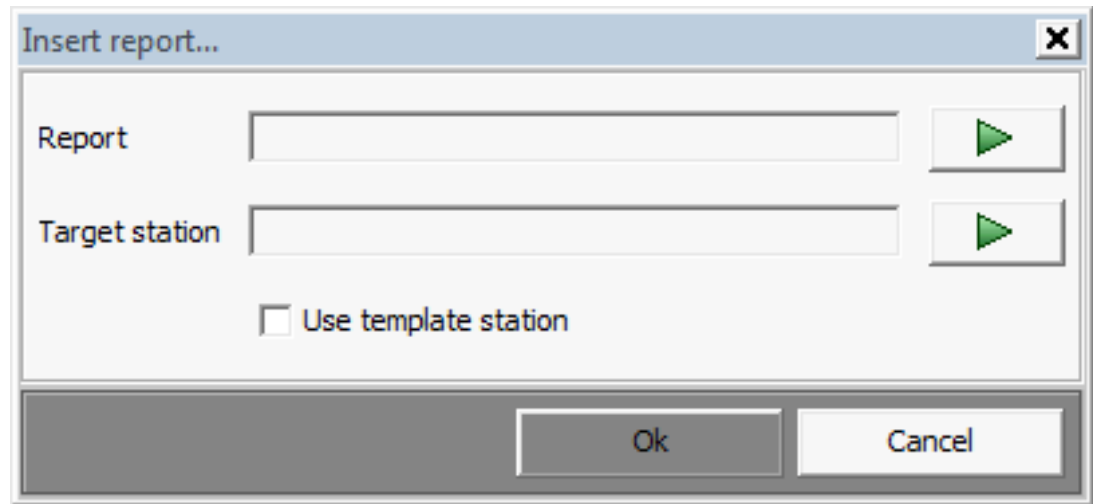 Insert report...
Report
Target station
Use template station
Ok Cancel